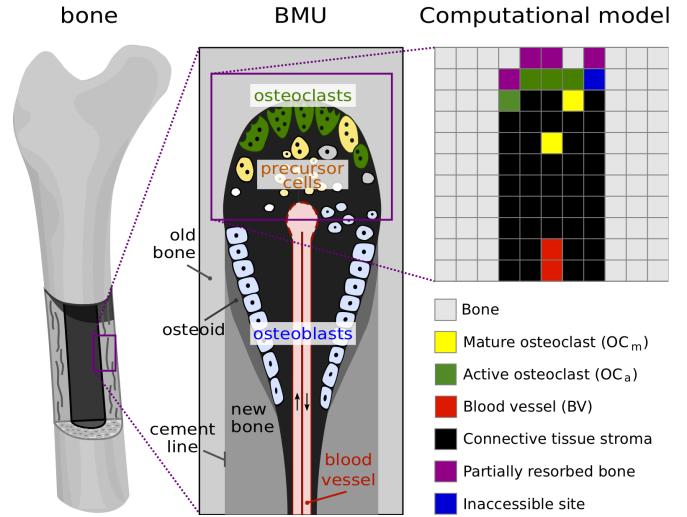 bone
BMU
Computational model
osteoclasts
precursor
cells
old
bone
osteoid
osteoblasts
new
bone
cement
line
blood
vessel
Bone
Mature osteoclast (OCm)
Active osteoclast (OCa)
Blood vessel (BV)
Connective tissue stroma
Partially resorbed bone
Inaccessible site